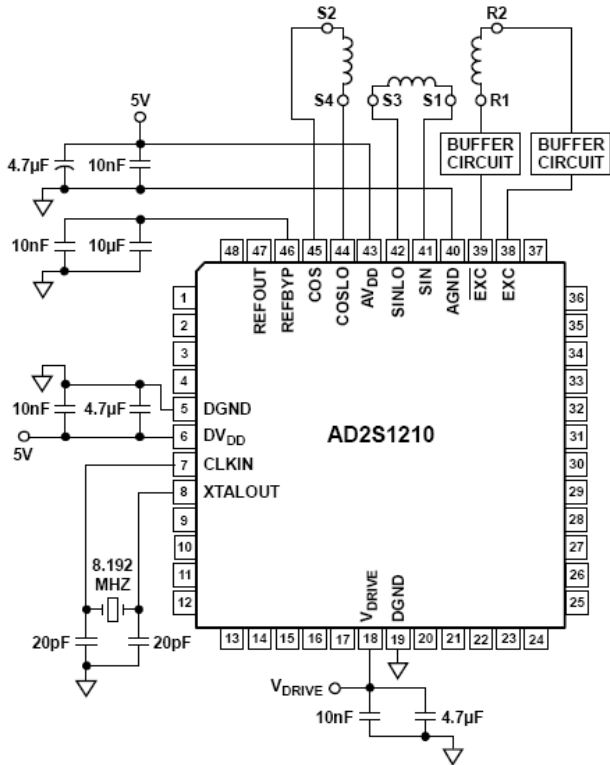 S2
R2
S4
S3
S1
R1
5V
BUFFER
CIRCUIT
BUFFER
CIRCUIT
4.7µF
10nF
10nF
10µF
48
47
46
45
44
43
42
41
40
39
38
37
REFOUT
REFBYP
COS
COSLO
AVDD
SINLO
SIN
AGND
EXC
EXC
1
2
3
4
5
6
7
8
9
10
11
12
DGND
DVDD
CLKIN
XTALOUT
AD2S1210
36
35
34
33
32
31
30
29
28
27
26
25
10nF
4.7µF
5V
8.192
MHZ
20pF
20pF
VDRIVE
DGND
13
14
15
16
17
18
19
20
21
22
23
24
VDRIVE
10nF
4.7µF